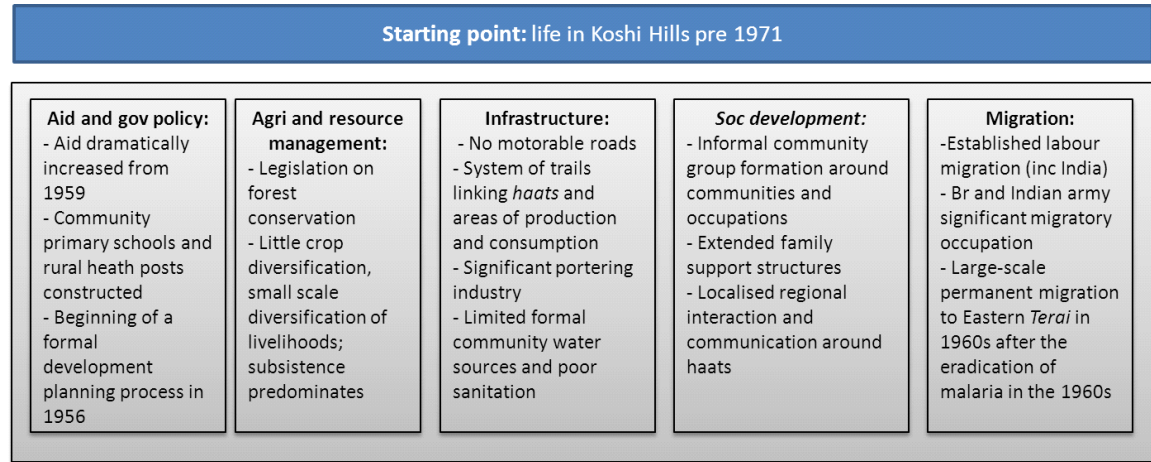 Starting point: life in Koshi Hills pre 1971
Aid and gov policy:
- Aid dramatically
increased from
1959
- Community
primary schools and
rural heath posts
constructed
- Beginning of a
formal
development
planning process in
1956
Agri and resource
management:
- Legislation on
forest
conservation
- Little crop
diversification,
small scale
diversification of
livelihoods;
subsistence
predominates
Infrastructure:
- No motorable roads
- System of trails
linking haats and
areas of production
and consumption
- Significant portering
industry
- Limited formal
community water
sources and poor
sanitation
Soc development:
- Informal community
group formation around
communities and
occupations
- Extended family
support structures
- Localised regional
interaction and
communication around
haats
Migration:
-Established labour
migration (inc India)
- Br and Indian army
significant migratory
occupation
- Large-scale
permanent migration
to Eastern Terai in
1960s after the
eradication of
malaria in the 1960s